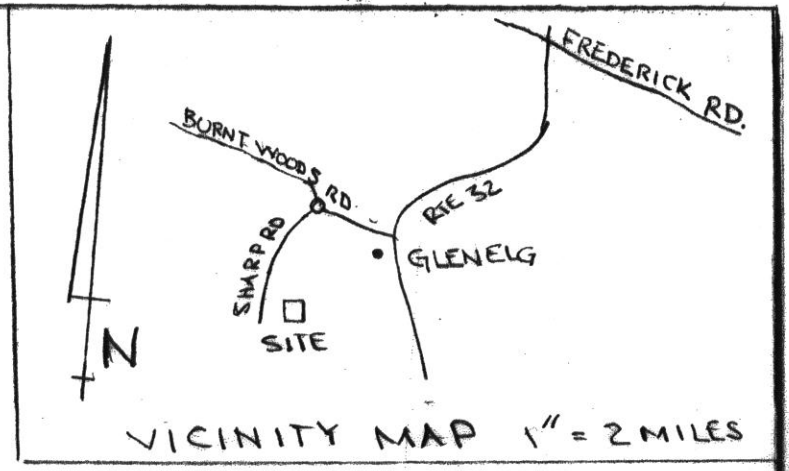 FREDERICK RD.
BURNT WOODS RD
RTE 32
SHARP RD
GLENELG
SITE
N
VICINITY MAP 1" = 2 MILES